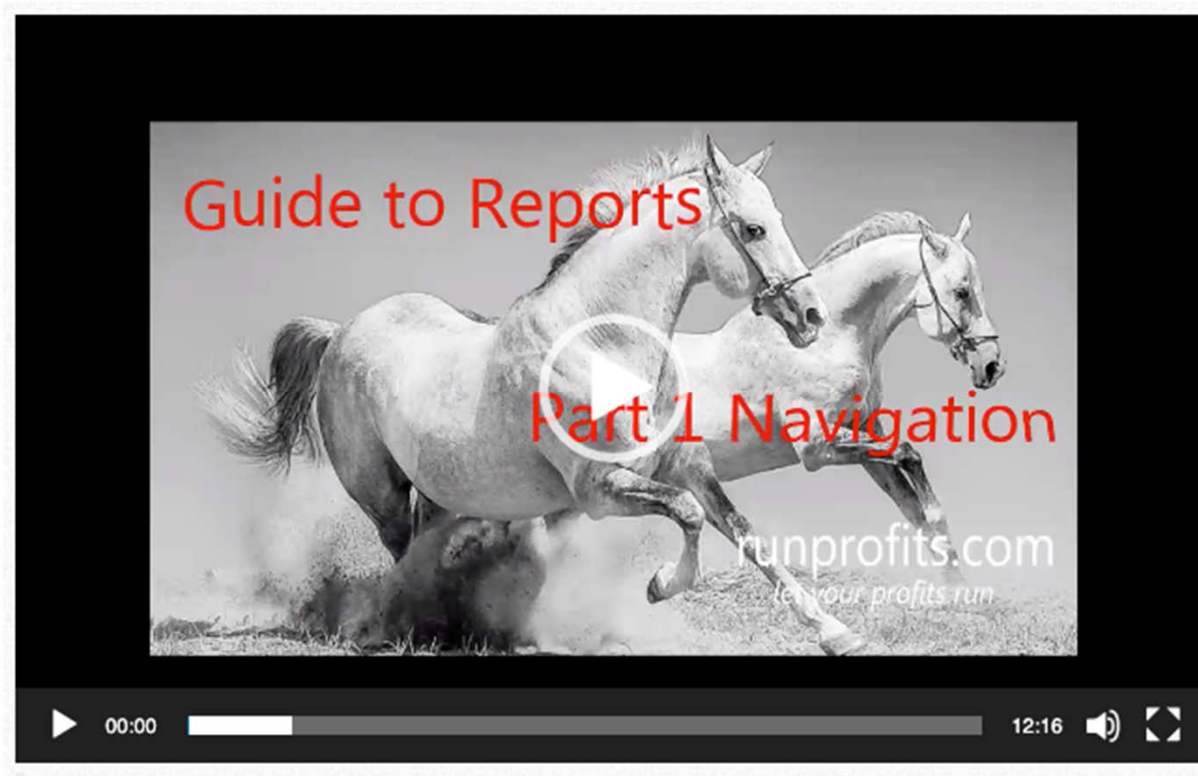 Guide to Reports
Part 1 Navigation
runprofits.com
let your profits run
00:00
12:16